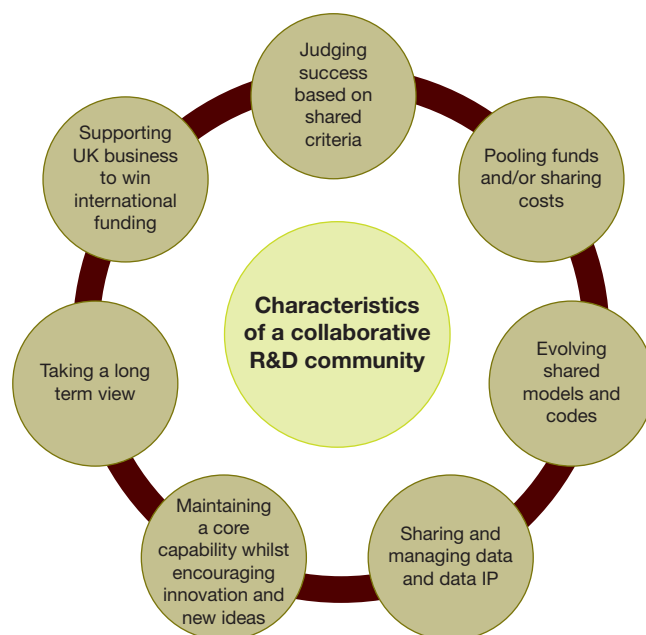 Judging
success
based on
shared
criteria
Pooling funds
and/or sharing
costs
Evolving
shared
models and
codes
Sharing and
managing data
and data IP
Maintaining
a core
capability whilst
encouraging
innovation and
new ideas
Taking a long
term view
Supporting
UK business
to win
international
funding
Characteristics
of a collaborative
R&D community